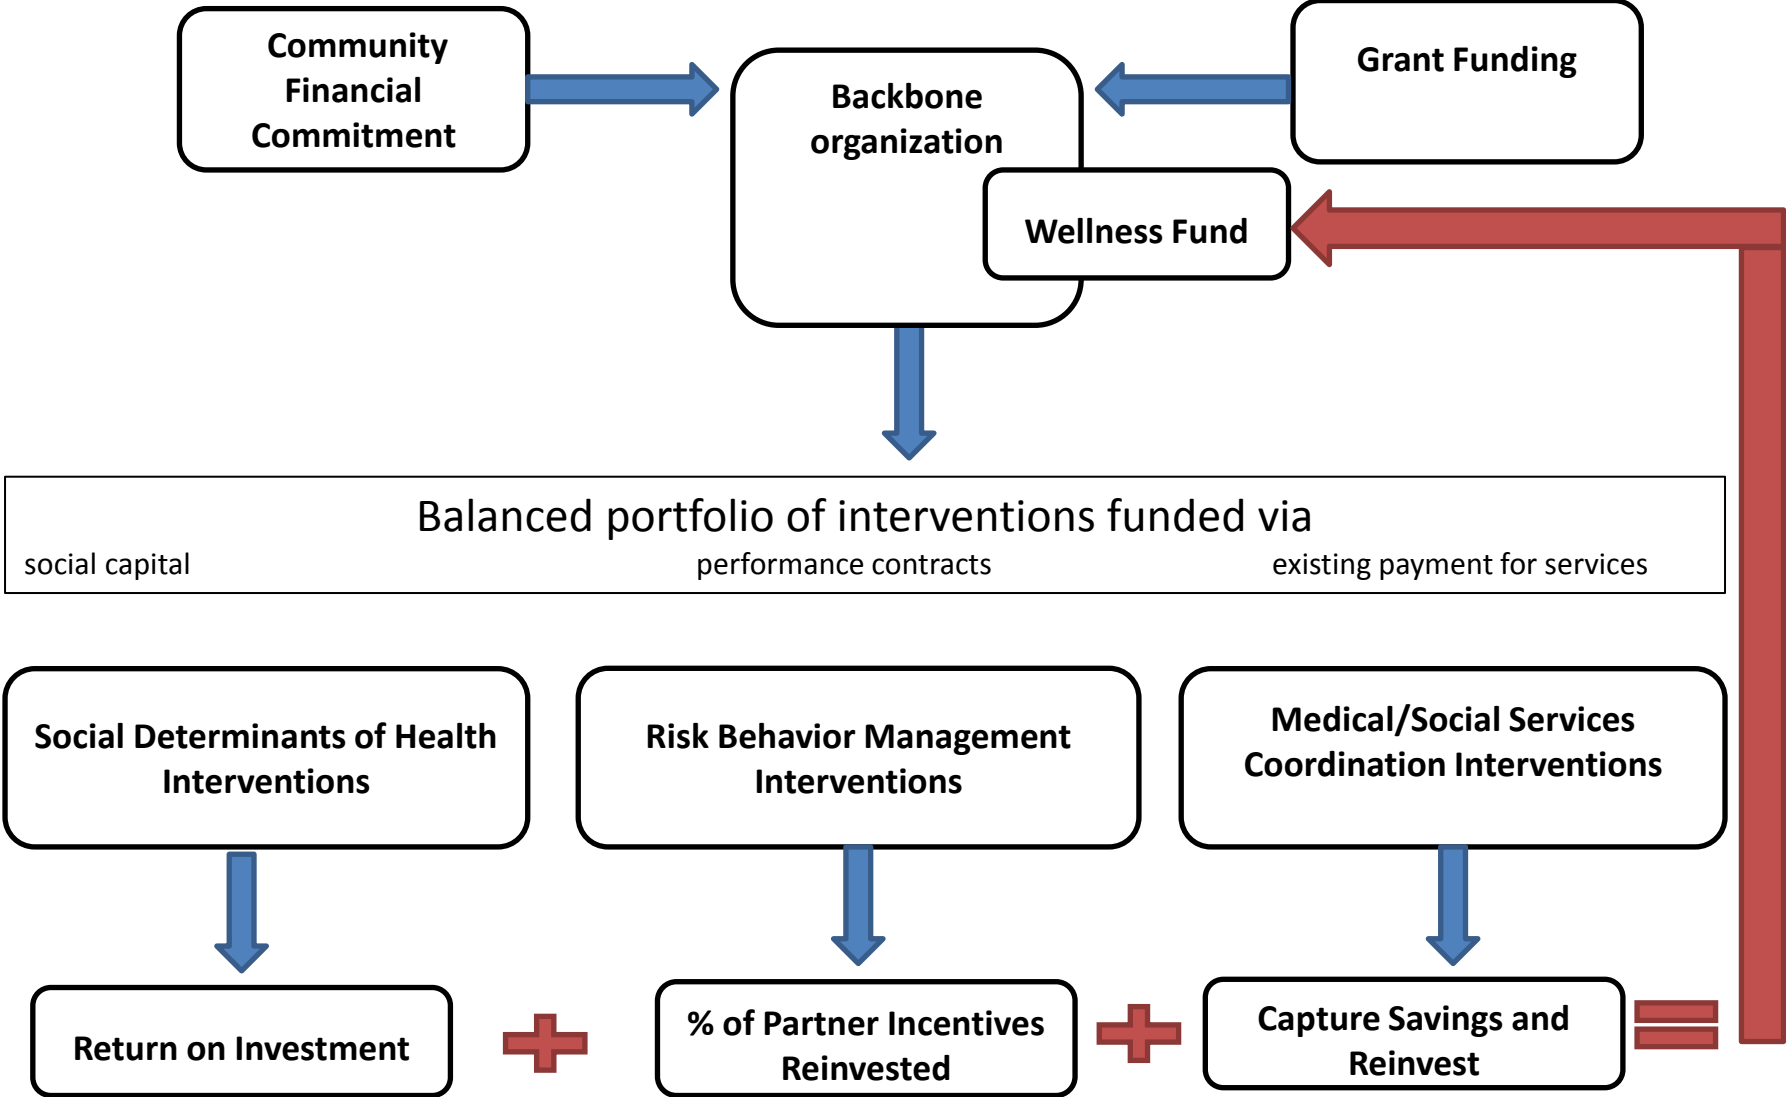 Community
Financial
Commitment
Backbone
organization
Grant Funding
Wellness Fund
Balanced portfolio of interventions funded via
social capital
performance contracts
existing payment for services
Social Determinants of Health
Interventions
Risk Behavior Management
Interventions
Medical/Social Services
Coordination Interventions
Return on Investment
% of Partner Incentives
Reinvested
Capture Savings and
Reinvest